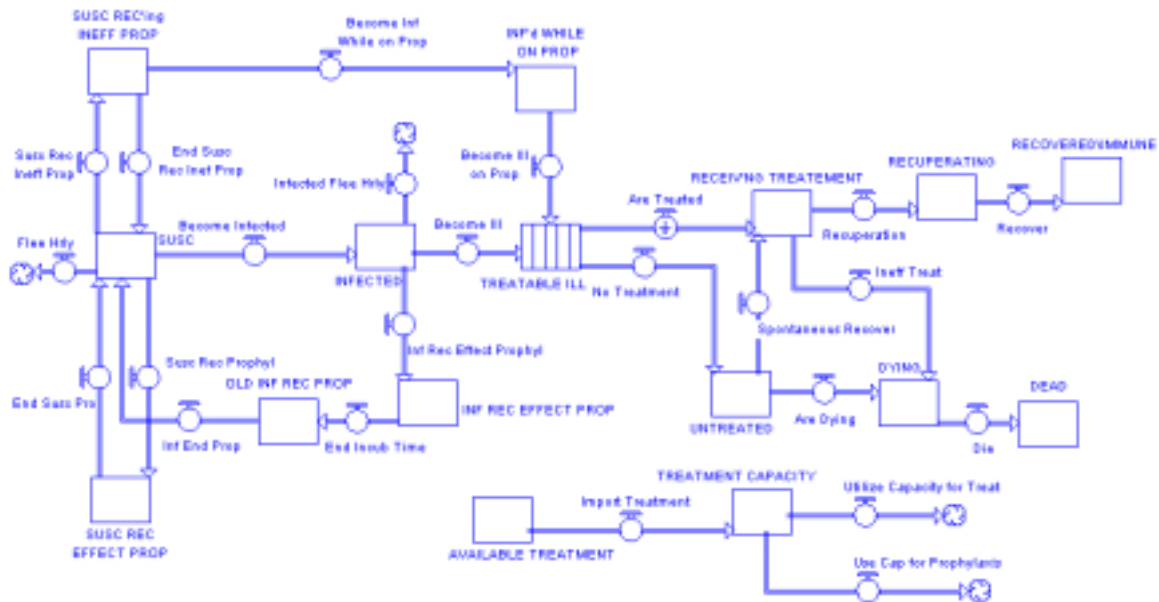 SUSC REC'ing
INEFF PROP
Become Inf
While on Prop
INF'd WHILE
ON PROP
Susc Rec
Ineff Prop
End Susc
Rec Inef Prop
Infected Flee Hrly
Become Ill
on Prop
RECEIVNG TREATEMENT
RECUPERATING
RECOVERED\IMMUNE
Are Treated
Flee Hrly
SUSC
Become Infected
Become Ill
Recuperation
Recover
INFECTED
TREATABLE ILL
No Treatment
Ineff Treat
Spontaneous Recover
Susc Rec Prophyl
Inf Rec Effect Prophyl
OLD INF REC PROP
DYING
DEAD
End Susc Pro
Inf End Prop
End Incub Time
INF REC EFFECT PROP
UNTREATED
Are Dying
Die
SUSC REC
EFFECT PROP
TREATMENT CAPACITY
Import Treatment
Utilize Capacity for Treat
AVAILABLE TREATMENT
Use Cap for Prophylaxis